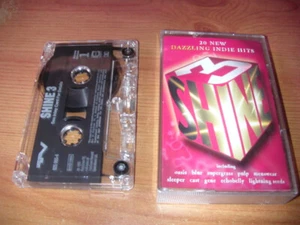 SHINE 3
20 NEW
DAZZLING INDIE HITS
3
SHINE
including
oasis blur supergrass pulp menswear
sleeper cast gene echobelly lightning seeds